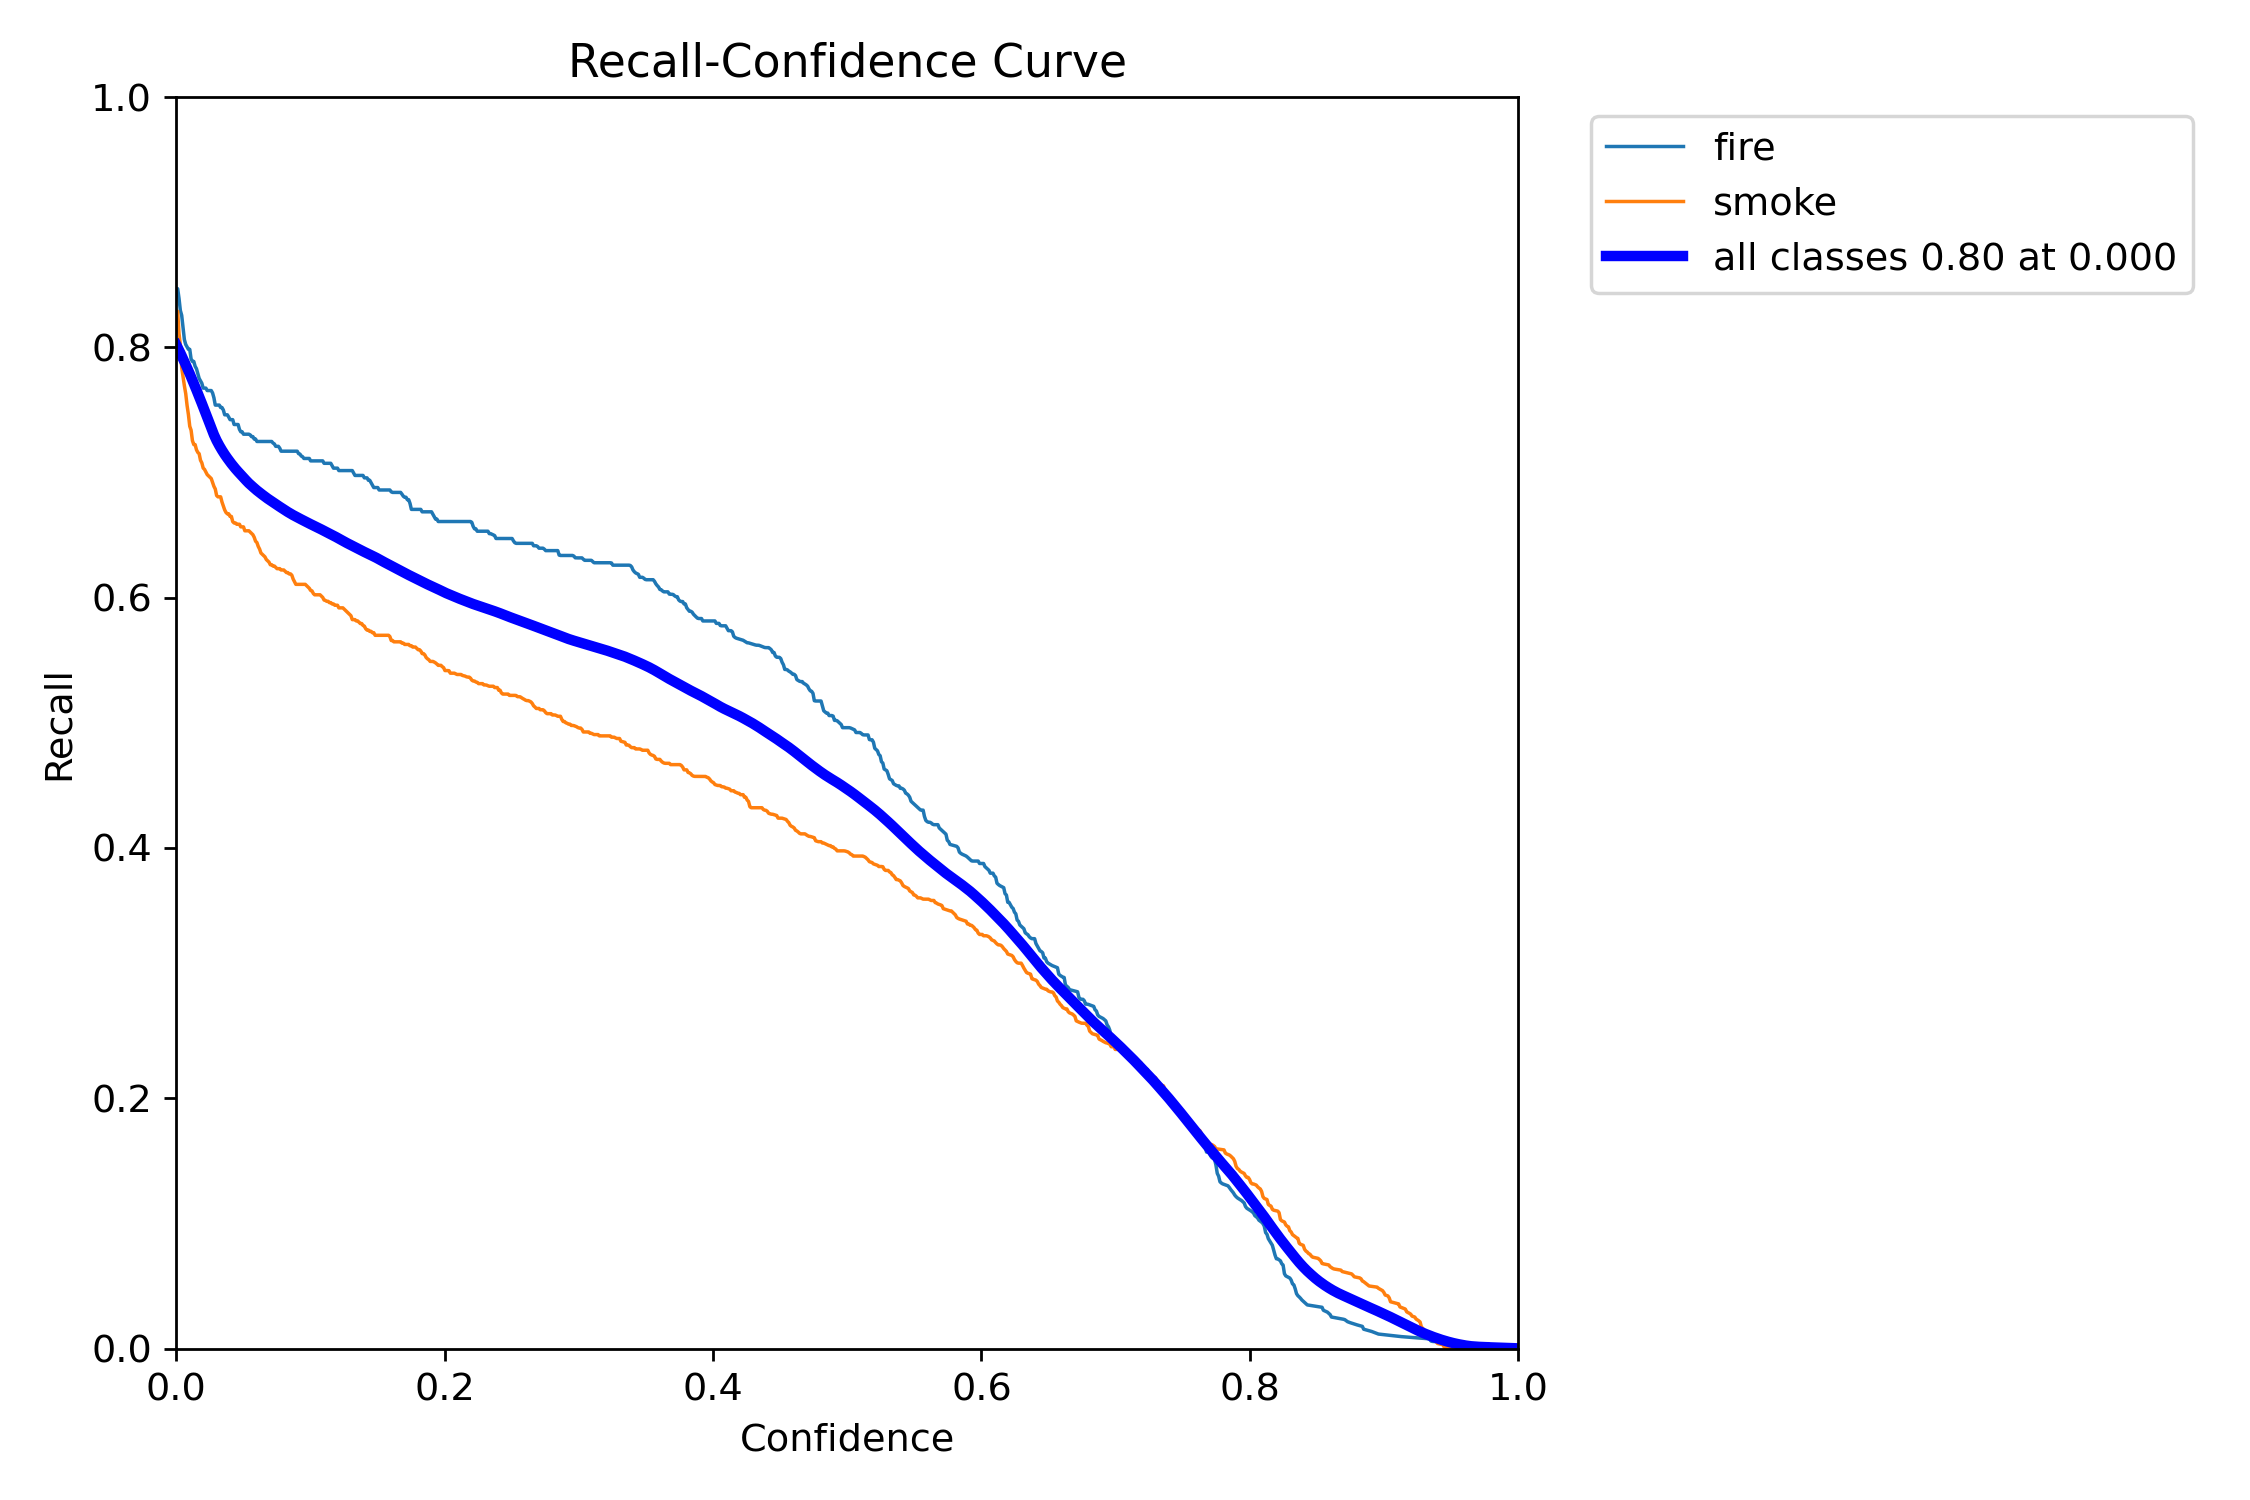 Recall-Confidence Curve
1.0
0.8
0.6
0.4
0.2
0.0
Recall
0.0 0.2 0.4 0.6 0.8 1.0
Confidence
fire
smoke
all classes 0.80 at 0.000